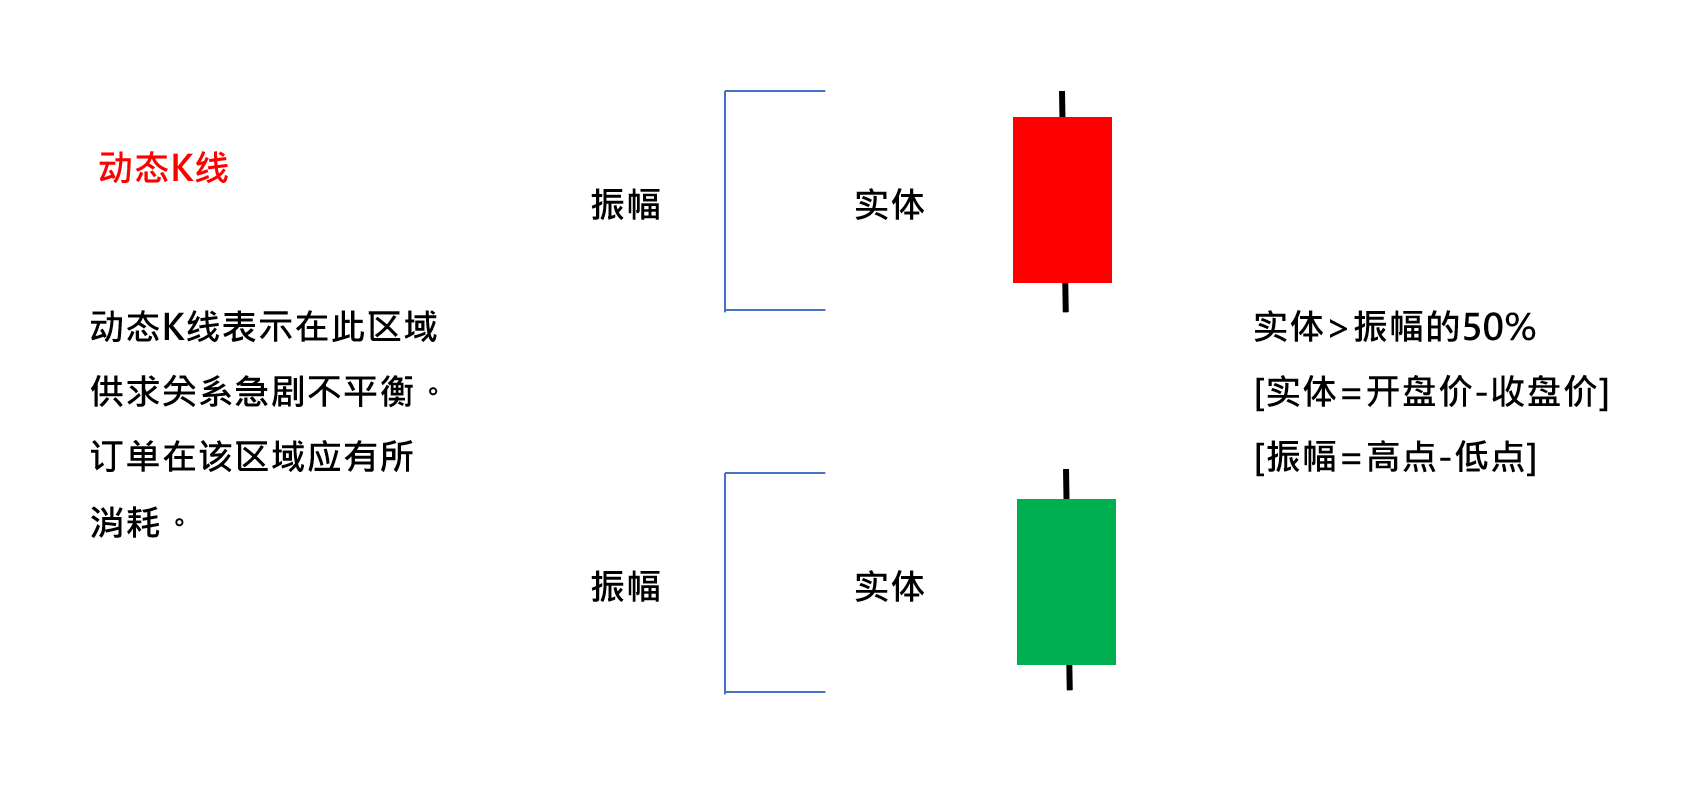 动态K线
动态K线表示在此区域
供求关系急剧不平衡。
订单在该区域应有所
消耗。
振幅
实体
振幅
实体
实体>振幅的50%
[实体=开盘价-收盘价]
[振幅=高点-低点]